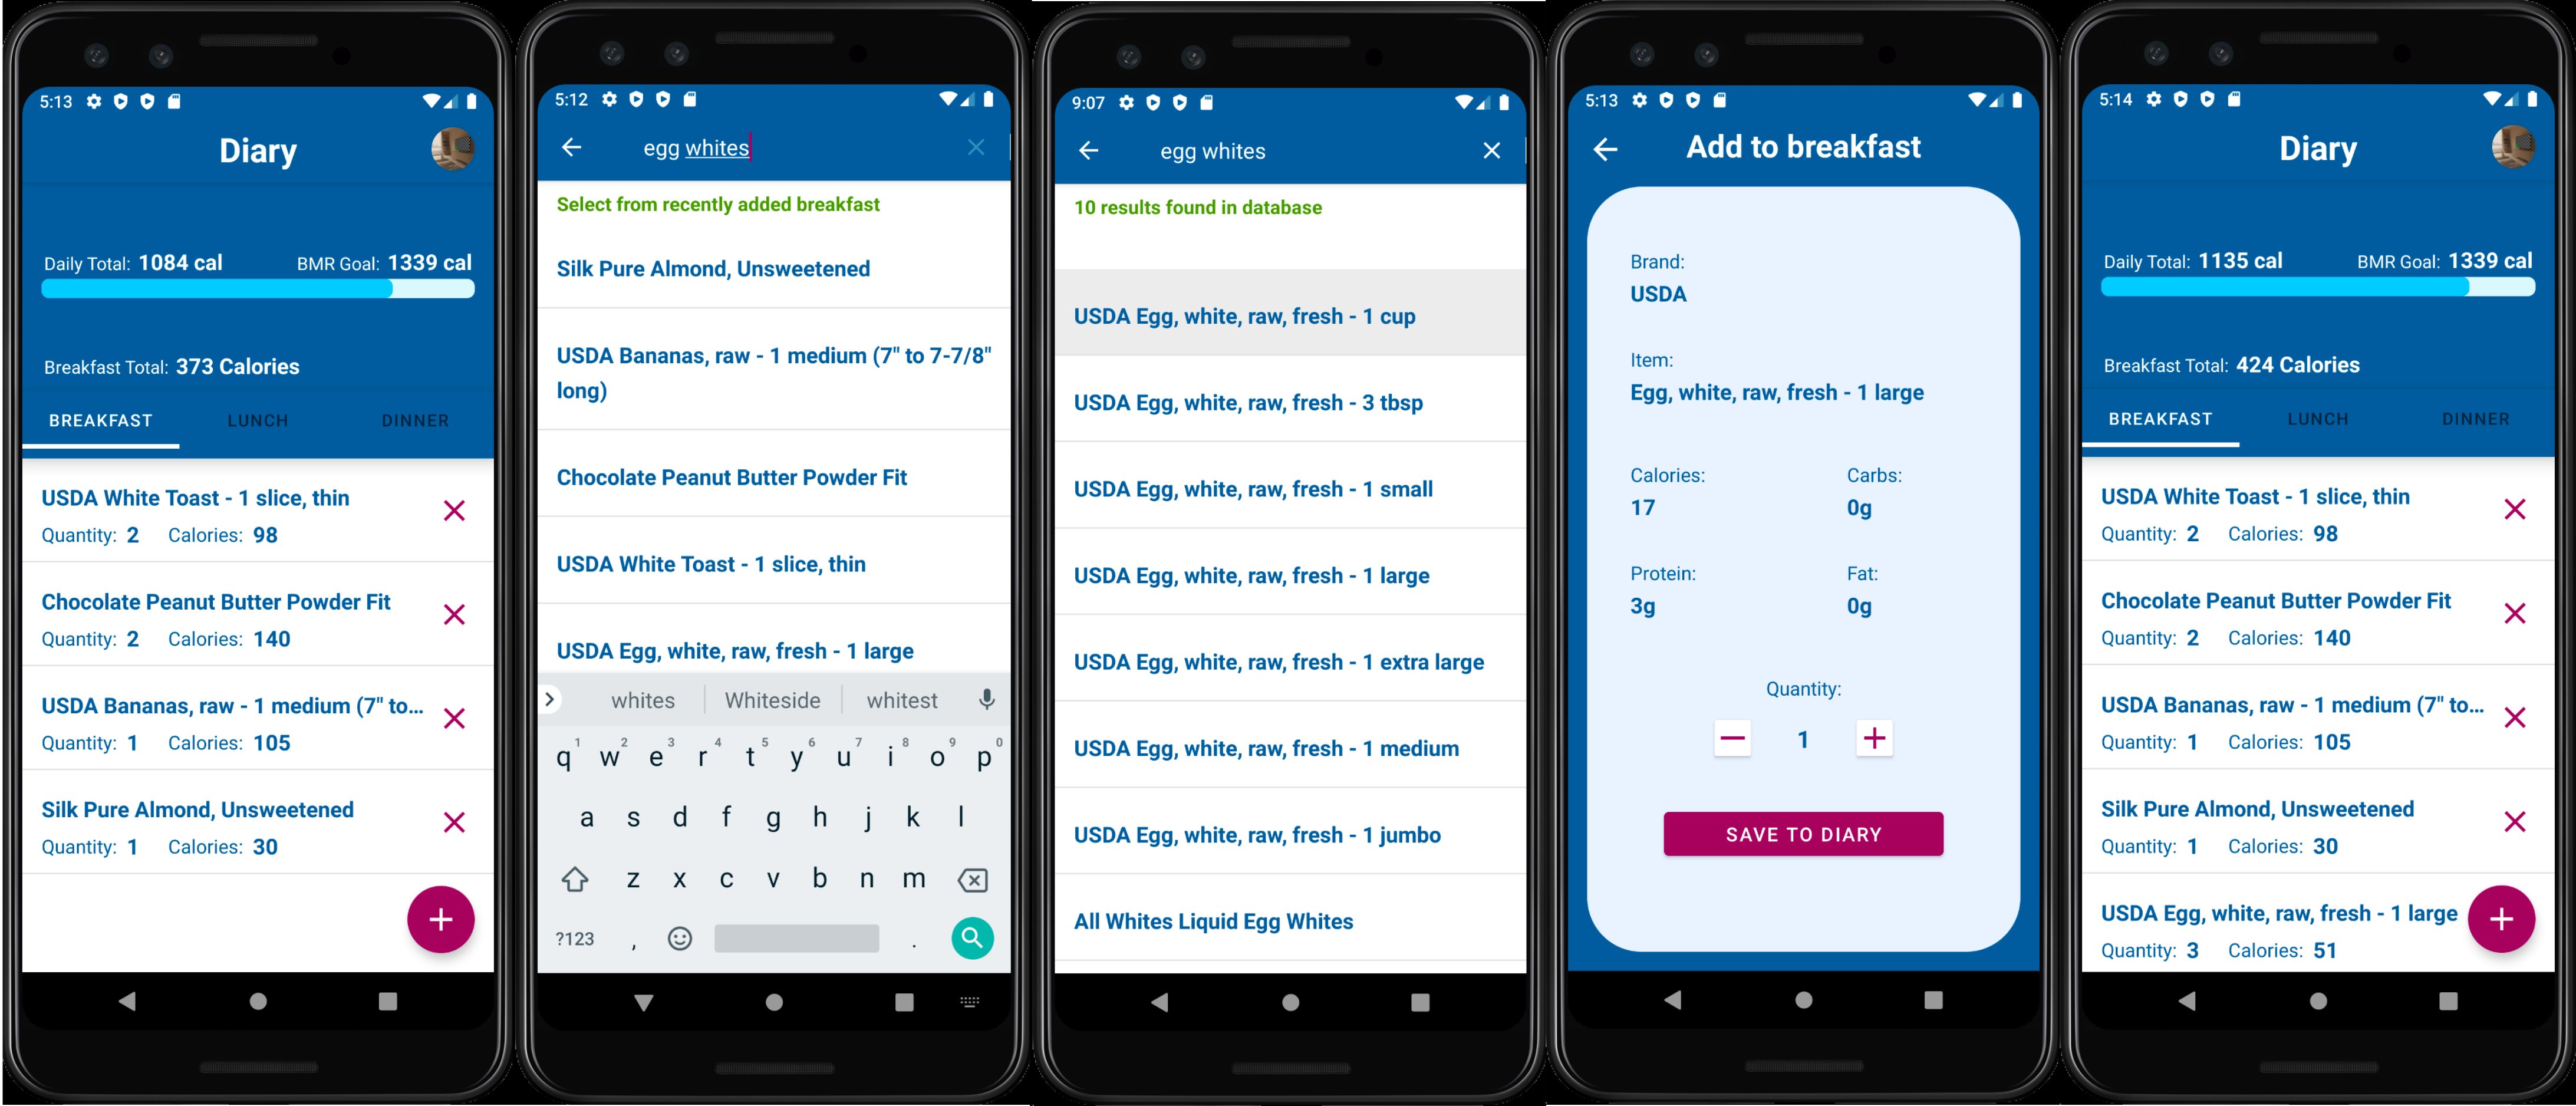 5:13
Diary
Daily Total: 1084 cal BMR Goal: 1339 cal
Breakfast Total: 373 Calories
BREAKFAST LUNCH DINNER
USDA White Toast - 1 slice, thin
Quantity: 2 Calories: 98
Chocolate Peanut Butter Powder Fit
Quantity: 2 Calories: 140
USDA Bananas, raw - 1 medium (7" to...
Quantity: 1 Calories: 105
Silk Pure Almond, Unsweetened
Quantity: 1 Calories: 30
+
5:12
egg whites
Select from recently added breakfast
Silk Pure Almond, Unsweetened
USDA Bananas, raw - 1 medium (7" to 7-7/8"
long)
Chocolate Peanut Butter Powder Fit
USDA White Toast - 1 slice, thin
USDA Egg, white, raw, fresh - 1 large
whites Whiteside whitest
q1 w2 e3 r4 t5 y6 u7 i8 o9 p0
a s d f g h j k l
z x c v b n m
?123 , .
9:07
egg whites
10 results found in database
USDA Egg, white, raw, fresh - 1 cup
USDA Egg, white, raw, fresh - 3 tbsp
USDA Egg, white, raw, fresh - 1 small
USDA Egg, white, raw, fresh - 1 large
USDA Egg, white, raw, fresh - 1 extra large
USDA Egg, white, raw, fresh - 1 medium
USDA Egg, white, raw, fresh - 1 jumbo
All Whites Liquid Egg Whites
5:13
Add to breakfast
Brand:
USDA
Item:
Egg, white, raw, fresh - 1 large
Calories: Carbs:
17 0g
Protein: Fat:
3g 0g
Quantity:
— 1 +
SAVE TO DIARY
5:14
Diary
Daily Total: 1135 cal BMR Goal: 1339 cal
Breakfast Total: 424 Calories
BREAKFAST LUNCH DINNER
USDA White Toast - 1 slice, thin
Quantity: 2 Calories: 98
Chocolate Peanut Butter Powder Fit
Quantity: 2 Calories: 140
USDA Bananas, raw - 1 medium (7" to...
Quantity: 1 Calories: 105
Silk Pure Almond, Unsweetened
Quantity: 1 Calories: 30
USDA Egg, white, raw, fresh - 1 large
Quantity: 3 Calories: 51
+